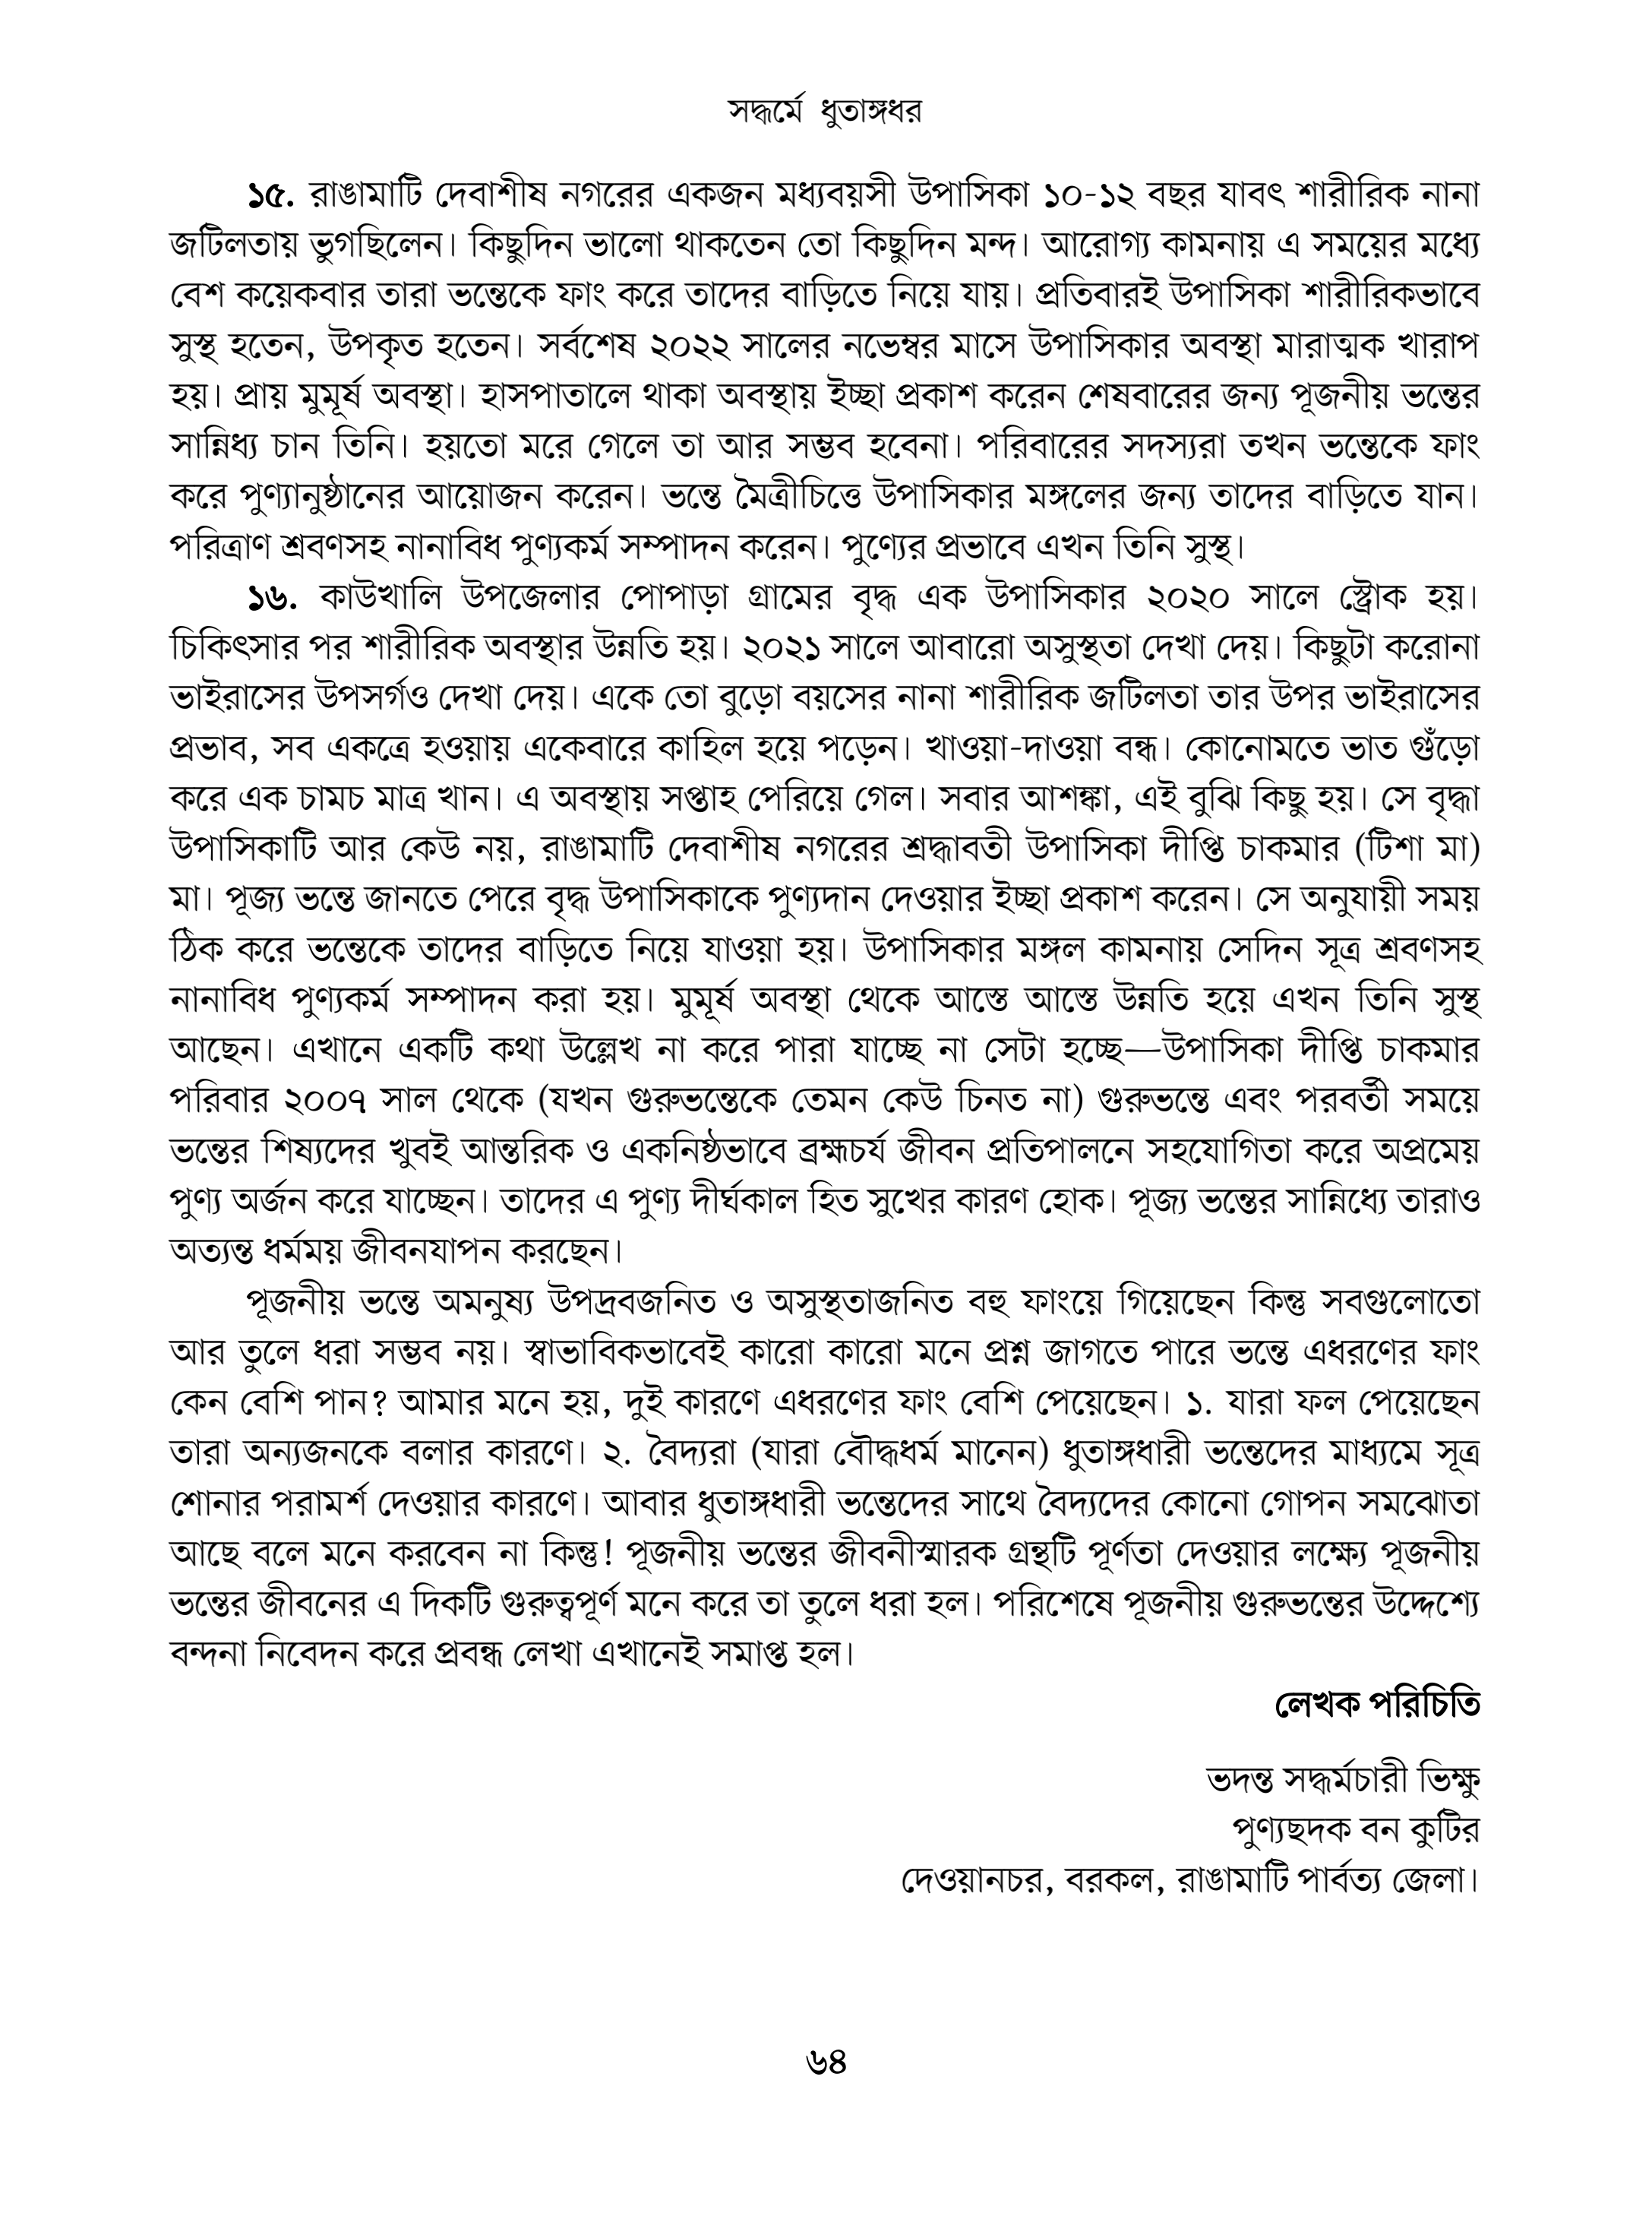 সদ্ধর্মে ধুতাঙ্গধর
১৫. রাঙামাটি দেবাশীষ নগরের একজন মধ্যবয়সী উপাসিকা ১০-১২ বছর যাবৎ শারীরিক নানা
জটিলতায় ভুগছিলেন। কিছুদিন ভালো থাকতেন তো কিছুদিন মন্দ। আরোগ্য কামনায় এ সময়ের মধ্যে
বেশ কয়েকবার তারা ভন্তেকে ফাং করে তাদের বাড়িতে নিয়ে যায়। প্রতিবারই উপাসিকা শারীরিকভাবে
সুস্থ হতেন, উপকৃত হতেন। সর্বশেষ ২০২২ সালের নভেম্বর মাসে উপাসিকার অবস্থা মারাত্মক খারাপ
হয়। প্রায় মুমূর্ষ অবস্থা। হাসপাতালে থাকা অবস্থায় ইচ্ছা প্রকাশ করেন শেষবারের জন্য পূজনীয় ভন্তের
সান্নিধ্য চান তিনি। হয়তো মরে গেলে তা আর সম্ভব হবেনা। পরিবারের সদস্যরা তখন ভন্তেকে ফাং
করে পুণ্যানুষ্ঠানের আয়োজন করেন। ভন্তে মৈত্রীচিত্তে উপাসিকার মঙ্গলের জন্য তাদের বাড়িতে যান।
পরিত্রাণ শ্রবণসহ নানাবিধ পুণ্যকর্ম সম্পাদন করেন। পুণ্যের প্রভাবে এখন তিনি সুস্থ।
১৬. কাউখালি উপজেলার পোপাড়া গ্রামের বৃদ্ধ এক উপাসিকার ২০২০ সালে স্ট্রোক হয়।
চিকিৎসার পর শারীরিক অবস্থার উন্নতি হয়। ২০২১ সালে আবারো অসুস্থতা দেখা দেয়। কিছুটা করোনা
ভাইরাসের উপসর্গও দেখা দেয়। একে তো বুড়ো বয়সের নানা শারীরিক জটিলতা তার উপর ভাইরাসের
প্রভাব, সব একত্রে হওয়ায় একেবারে কাহিল হয়ে পড়েন। খাওয়া-দাওয়া বন্ধ। কোনোমতে ভাত গুঁড়ো
করে এক চামচ মাত্র খান। এ অবস্থায় সপ্তাহ পেরিয়ে গেল। সবার আশঙ্কা, এই বুঝি কিছু হয়। সে বৃদ্ধা
উপাসিকাটি আর কেউ নয়, রাঙামাটি দেবাশীষ নগরের শ্রদ্ধাবতী উপাসিকা দীপ্তি চাকমার (টিশা মা)
মা। পূজ্য ভন্তে জানতে পেরে বৃদ্ধ উপাসিকাকে পুণ্যদান দেওয়ার ইচ্ছা প্রকাশ করেন। সে অনুযায়ী সময়
ঠিক করে ভন্তেকে তাদের বাড়িতে নিয়ে যাওয়া হয়। উপাসিকার মঙ্গল কামনায় সেদিন সূত্র শ্রবণসহ
নানাবিধ পুণ্যকর্ম সম্পাদন করা হয়। মুমূর্ষ অবস্থা থেকে আস্তে আস্তে উন্নতি হয়ে এখন তিনি সুস্থ
আছেন। এখানে একটি কথা উল্লেখ না করে পারা যাচ্ছে না সেটা হচ্ছে—উপাসিকা দীপ্তি চাকমার
পরিবার ২০০৭ সাল থেকে (যখন গুরুভন্তেকে তেমন কেউ চিনত না) গুরুভন্তে এবং পরবর্তী সময়ে
ভন্তের শিষ্যদের খুবই আন্তরিক ও একনিষ্ঠভাবে ব্রহ্মচর্য জীবন প্রতিপালনে সহযোগিতা করে অপ্রমেয়
পুণ্য অর্জন করে যাচ্ছেন। তাদের এ পুণ্য দীর্ঘকাল হিত সুখের কারণ হোক। পূজ্য ভন্তের সান্নিধ্যে তারাও
অত্যন্ত ধর্মময় জীবনযাপন করছেন।
পূজনীয় ভন্তে অমনুষ্য উপদ্রবজনিত ও অসুস্থতাজনিত বহু ফাংয়ে গিয়েছেন কিন্তু সবগুলোতো
আর তুলে ধরা সম্ভব নয়। স্বাভাবিকভাবেই কারো কারো মনে প্রশ্ন জাগতে পারে ভন্তে এধরণের ফাং
কেন বেশি পান? আমার মনে হয়, দুই কারণে এধরণের ফাং বেশি পেয়েছেন। ১. যারা ফল পেয়েছেন
তারা অন্যজনকে বলার কারণে। ২. বৈদ্যরা (যারা বৌদ্ধধর্ম মানেন) ধুতাঙ্গধারী ভন্তেদের মাধ্যমে সূত্র
শোনার পরামর্শ দেওয়ার কারণে। আবার ধুতাঙ্গধারী ভন্তেদের সাথে বৈদ্যদের কোনো গোপন সমঝোতা
আছে বলে মনে করবেন না কিন্তু! পূজনীয় ভন্তের জীবনীস্মারক গ্রন্থটি পূর্ণতা দেওয়ার লক্ষ্যে পূজনীয়
ভন্তের জীবনের এ দিকটি গুরুত্বপূর্ণ মনে করে তা তুলে ধরা হল। পরিশেষে পূজনীয় গুরুভন্তের উদ্দেশ্যে
বন্দনা নিবেদন করে প্রবন্ধ লেখা এখানেই সমাপ্ত হল।
লেখক পরিচিতি
ভদন্ত সদ্ধর্মচারী ভিক্ষু
পুণ্যছদক বন কুটির
দেওয়ানচর, বরকল, রাঙামাটি পার্বত্য জেলা।
৬৪